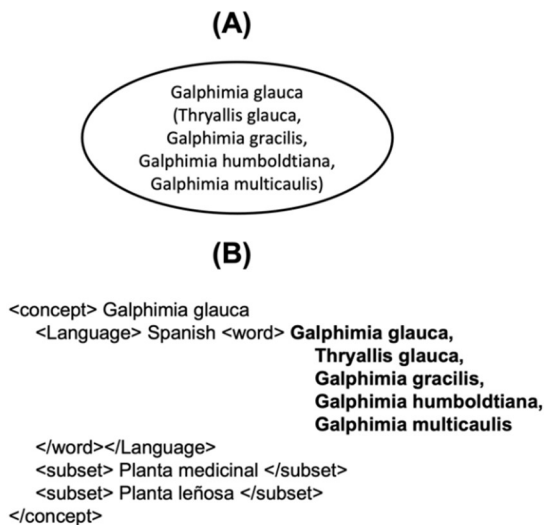 (A)
Galphimia glauca
(Thryallis glauca,
Galphimia gracilis,
Galphimia humboldtiana,
Galphimia multicaulis)
(B)
<concept> Galphimia glauca
<Language> Spanish <word> Galphimia glauca,
Thryallis glauca,
Galphimia gracilis,
Galphimia humboldtiana,
Galphimia multicaulis
</word></Language>
<subset> Planta medicinal </subset>
<subset> Planta leñosa </subset>
</concept>